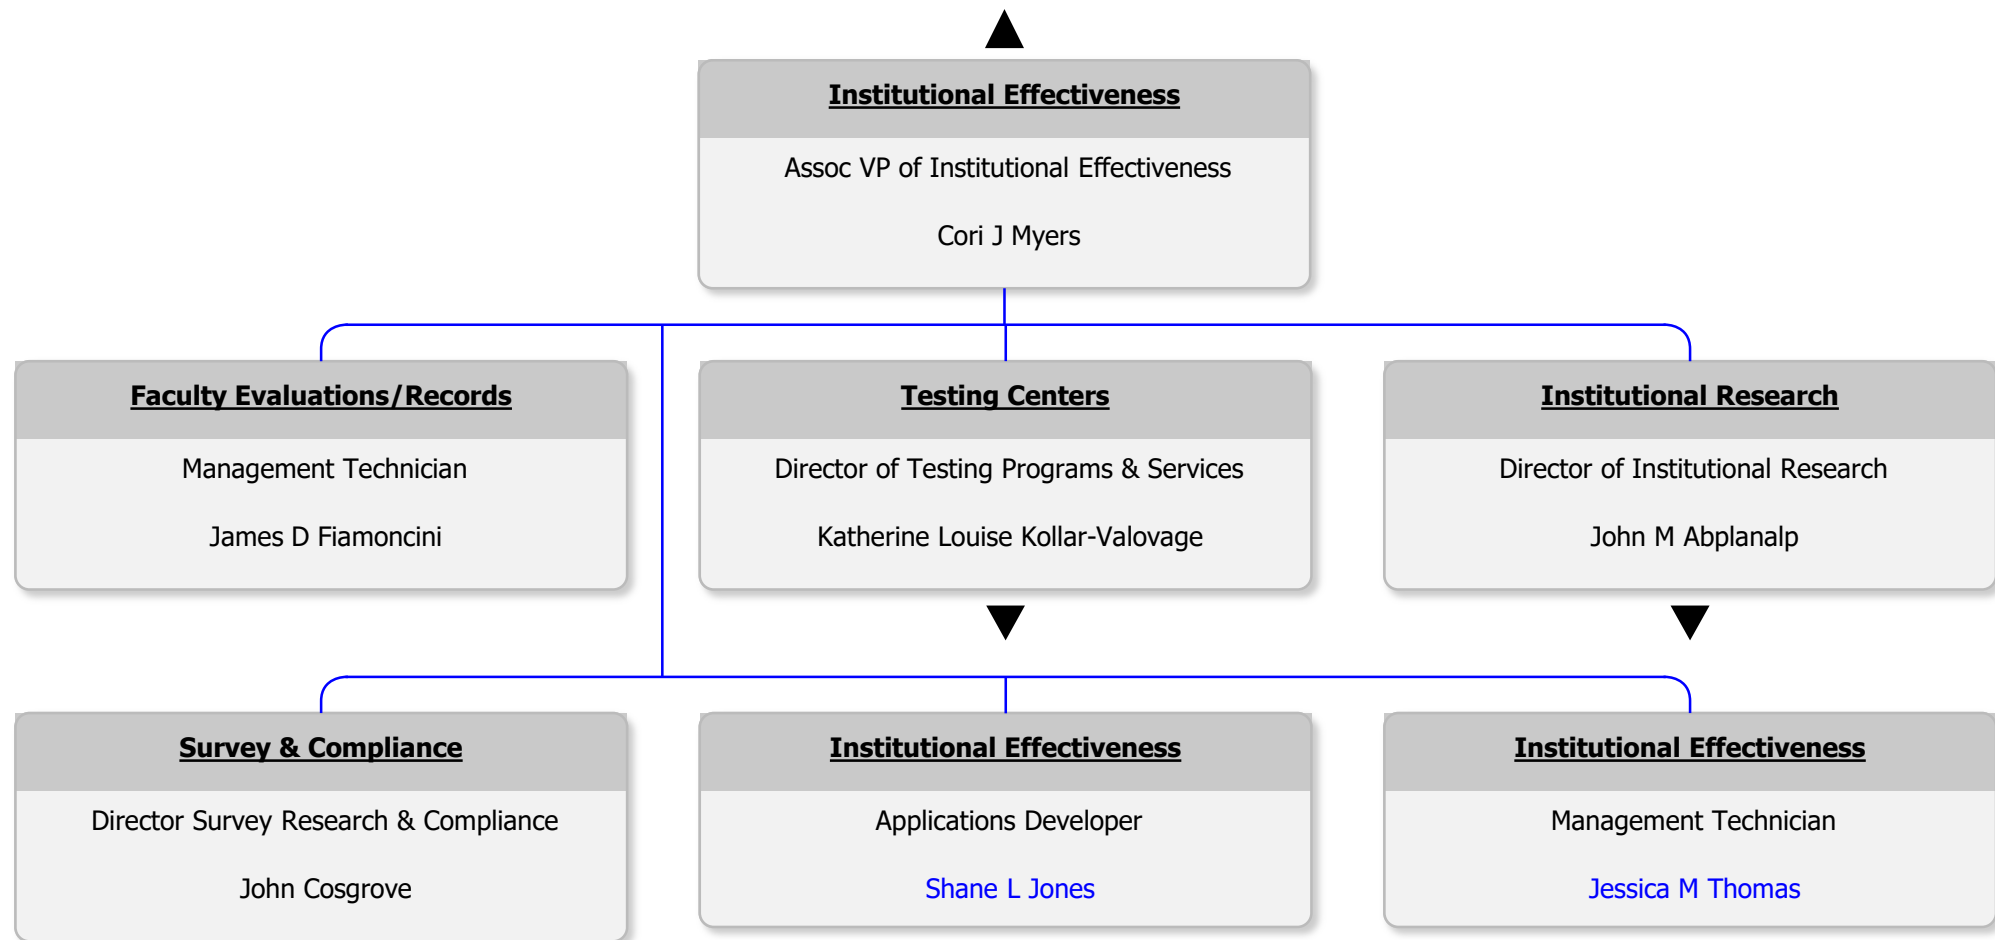 Institutional Effectiveness
Assoc VP of Institutional Effectiveness
Cori J Myers
Faculty Evaluations/Records
Management Technician
James D Fiamoncini
Testing Centers
Director of Testing Programs & Services
Katherine Louise Kollar-Valovage
Institutional Research
Director of Institutional Research
John M Abplanalp
Survey & Compliance
Director Survey Research & Compliance
John Cosgrove
Institutional Effectiveness
Applications Developer
Shane L Jones
Institutional Effectiveness
Management Technician
Jessica M Thomas